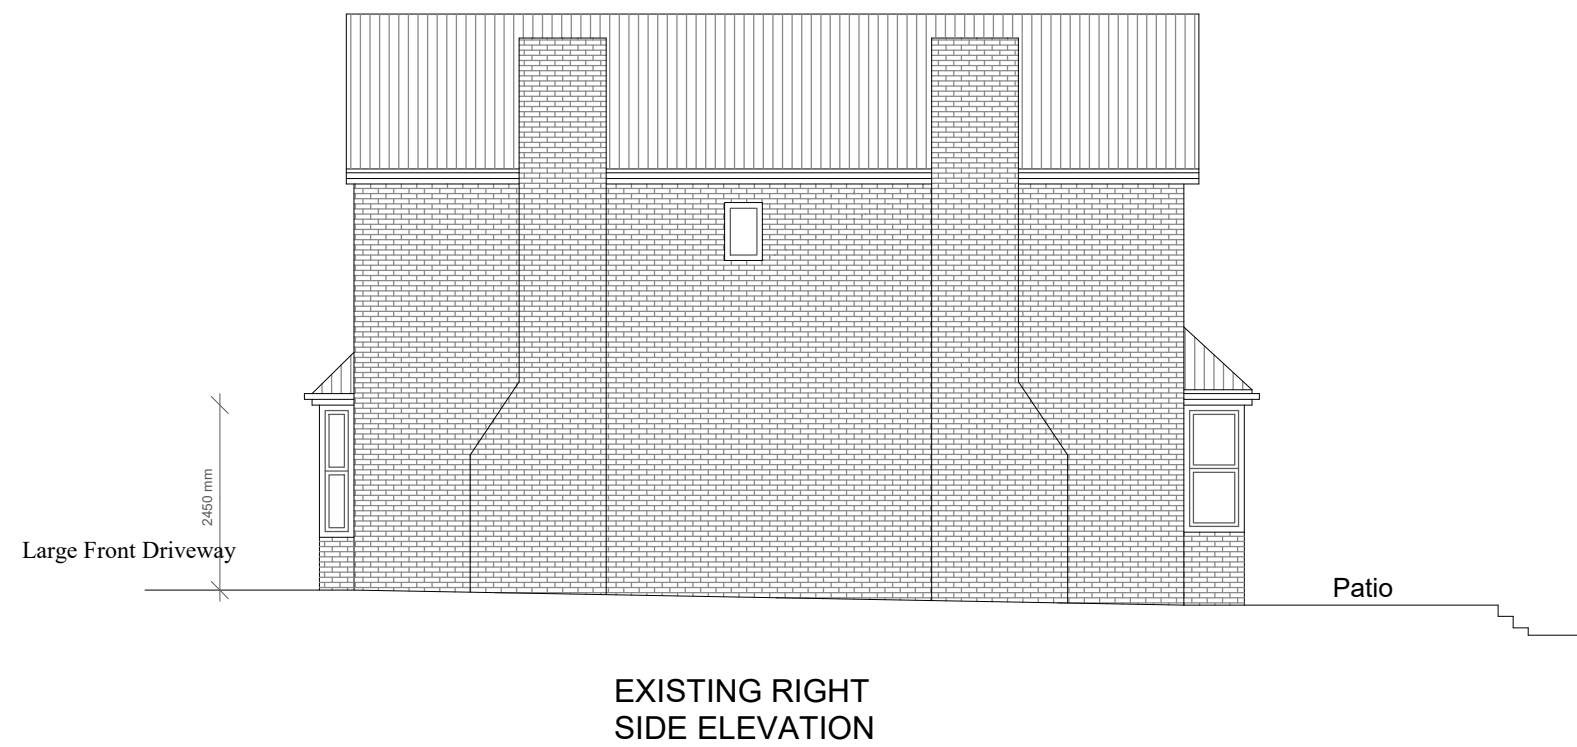 2450 mm
Large Front Driveway
Patio
EXISTING RIGHT
SIDE ELEVATION